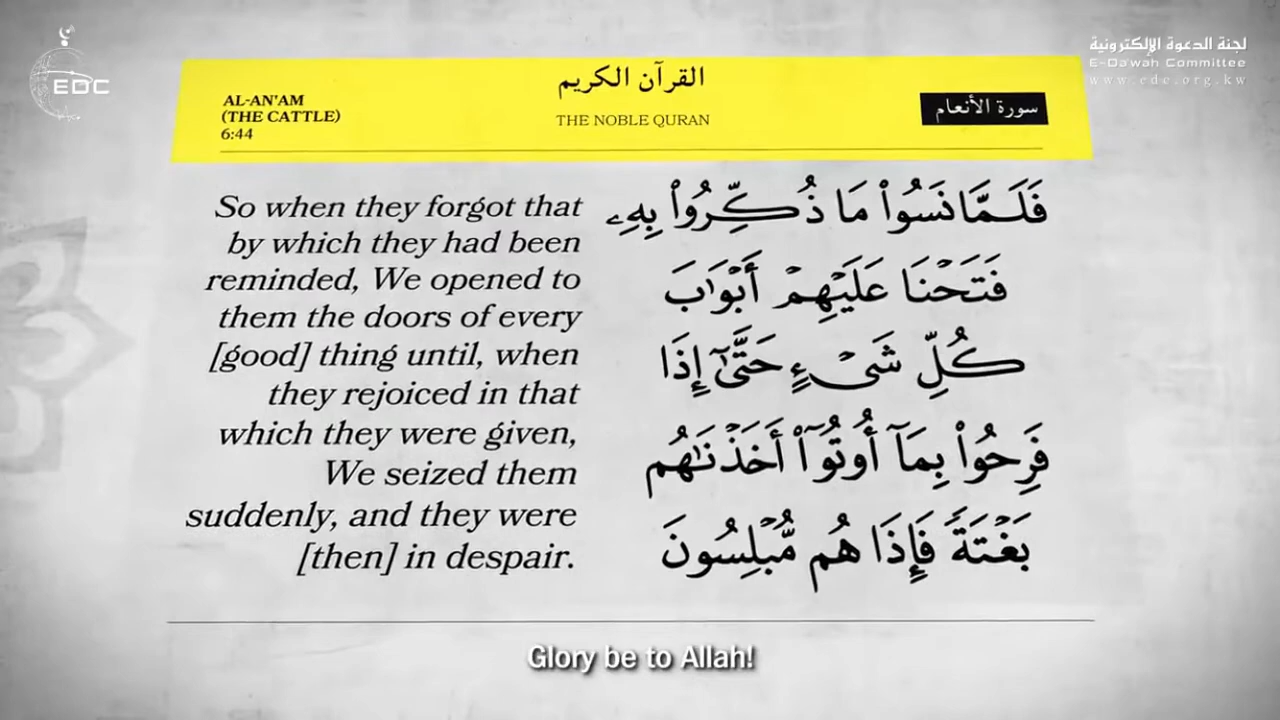 EDC
لجنة الدعوة الإلكترونية
E-Dawah Committee
www.edc.org.kw
AL-AN'AM
(THE CATTLE)
6:44
القرآن الكريم
THE NOBLE QURAN
سورة الأنعام
So when they forgot that
by which they had been
reminded, We opened to
them the doors of every
[good] thing until, when
they rejoiced in that
which they were given,
We seized them
suddenly, and they were
[then] in despair.
فَلَمَّا نَسُوا۟ مَا ذُكِّرُوا۟ بِهِۦ
فَتَحْنَا عَلَيْهِمْ أَبْوَٰبَ
كُلِّ شَىْءٍ حَتَّىٰٓ إِذَا
فَرِحُوا۟ بِمَآ أُوتُوٓا۟ أَخَذْنَٰهُم
بَغْتَةً فَإِذَا هُم مُّبْلِسُونَ
Glory be to Allah!